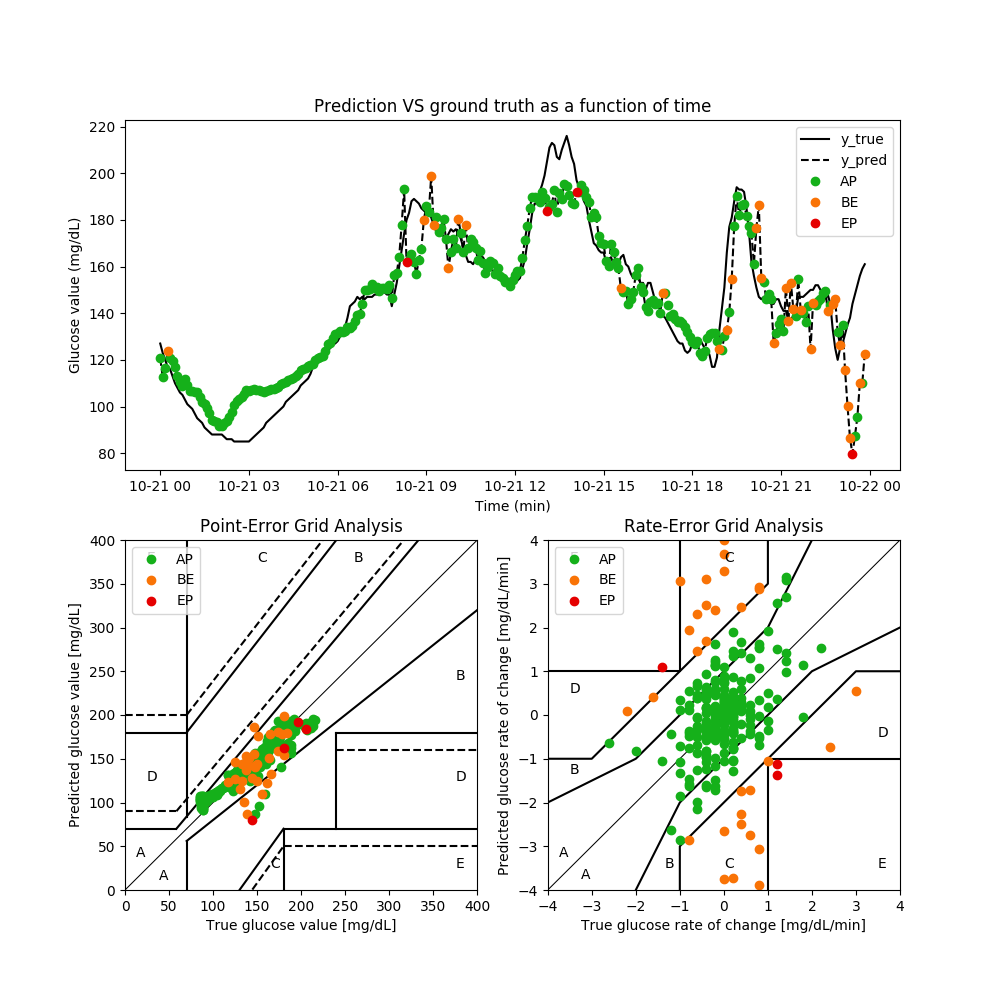 Prediction VS ground truth as a function of time
Glucose value (mg/dL)
220
200
180
160
140
120
100
80
y_true
y_pred
AP
BE
EP
10-21 00 10-21 03 10-21 06 10-21 09 10-21 12 10-21 15 10-21 18 10-21 21 10-22 00
Time (min)
Point-Error Grid Analysis
Predicted glucose value [mg/dL]
400
350
300
250
200
150
100
50
0
AP
BE
EP
C B
B
D D
A
A C E
0 50 100 150 200 250 300 350 400
True glucose value [mg/dL]
Rate-Error Grid Analysis
Predicted glucose rate of change [mg/dL/min]
4
3
2
1
0
−1
−2
−3
−4
AP
BE
EP
C
D
D
B
A
A B C E
−4 −3 −2 −1 0 1 2 3 4
True glucose rate of change [mg/dL/min]